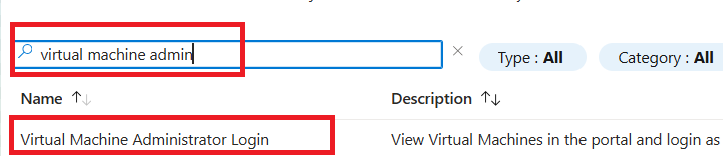 virtual machine admin
Type : All
Category : All
Name ↑↓
Description ↑↓
Virtual Machine Administrator Login
View Virtual Machines in the portal and login as